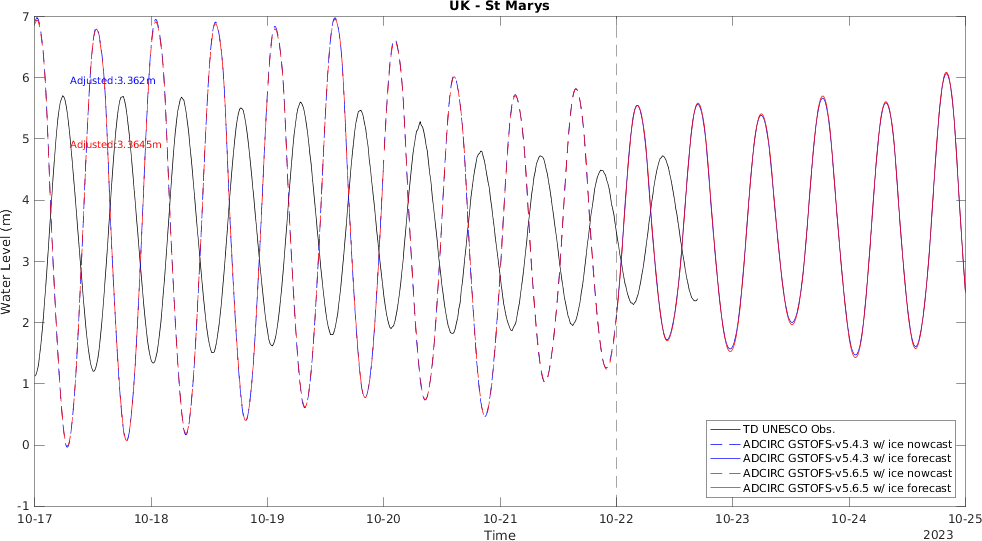 UK - St Marys
7
6
5
4
3
2
1
0
-1
Water Level (m)
Adjusted:3.362m
Adjusted:3.3645m
TD UNESCO Obs.
ADCIRC GSTOFS-v5.4.3 w/ ice nowcast
ADCIRC GSTOFS-v5.4.3 w/ ice forecast
ADCIRC GSTOFS-v5.6.5 w/ ice nowcast
ADCIRC GSTOFS-v5.6.5 w/ ice forecast
10-17 10-18 10-19 10-20 10-21 10-22 10-23 10-24 10-25
Time
2023